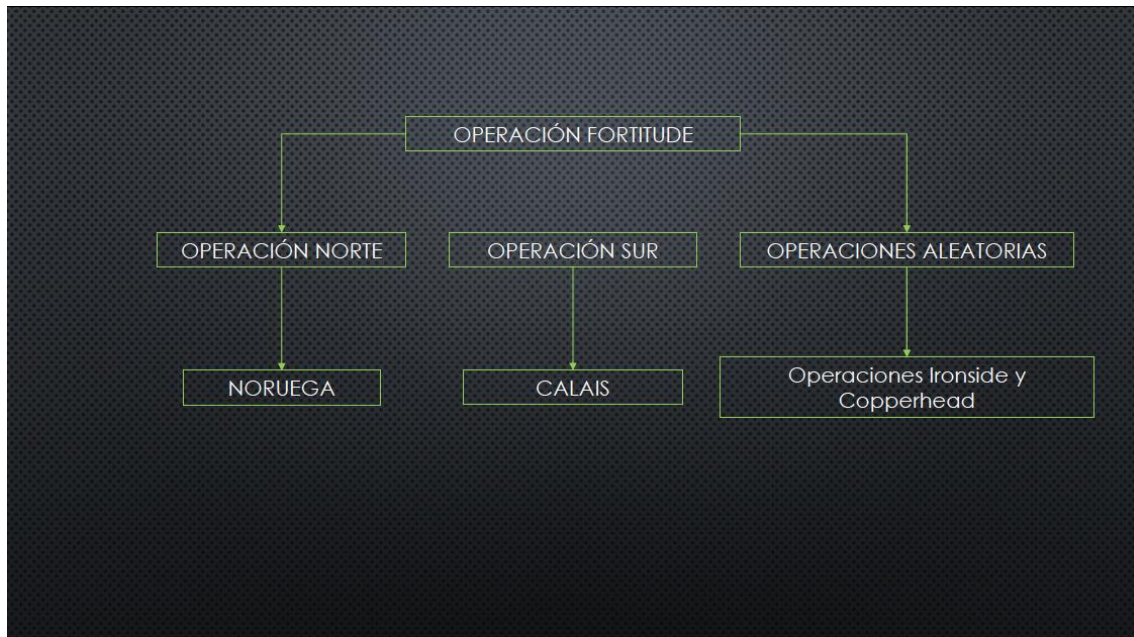 OPERACIÓN FORTITUDE
OPERACIÓN NORTE
OPERACIÓN SUR
OPERACIONES ALEATORIAS
NORUEGA
CALAIS
Operaciones Ironside y
Copperhead